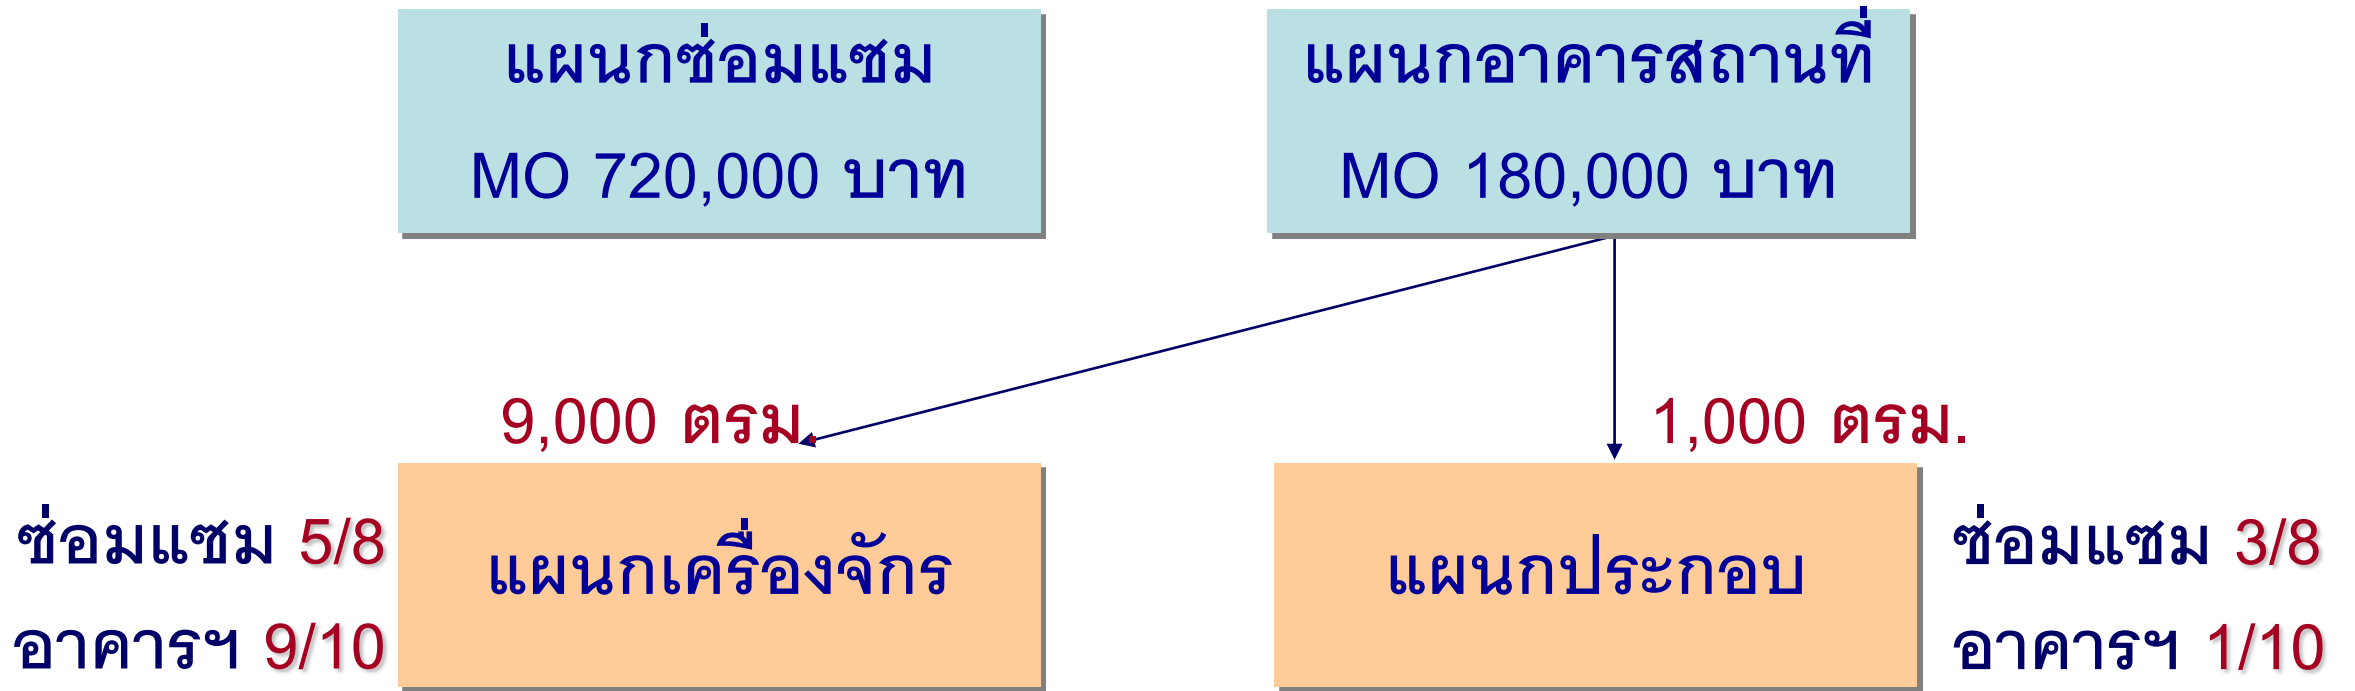 แผนกซ่อมแซม
MO 720,000 บาท
แผนกอาคารสถานที่
MO 180,000 บาท
9,000 ตรม.
1,000 ตรม.
ซ่อมแซม 5/8
อาคารฯ 9/10
แผนกเครื่องจักร
แผนกประกอบ
ซ่อมแซม 3/8
อาคารฯ 1/10